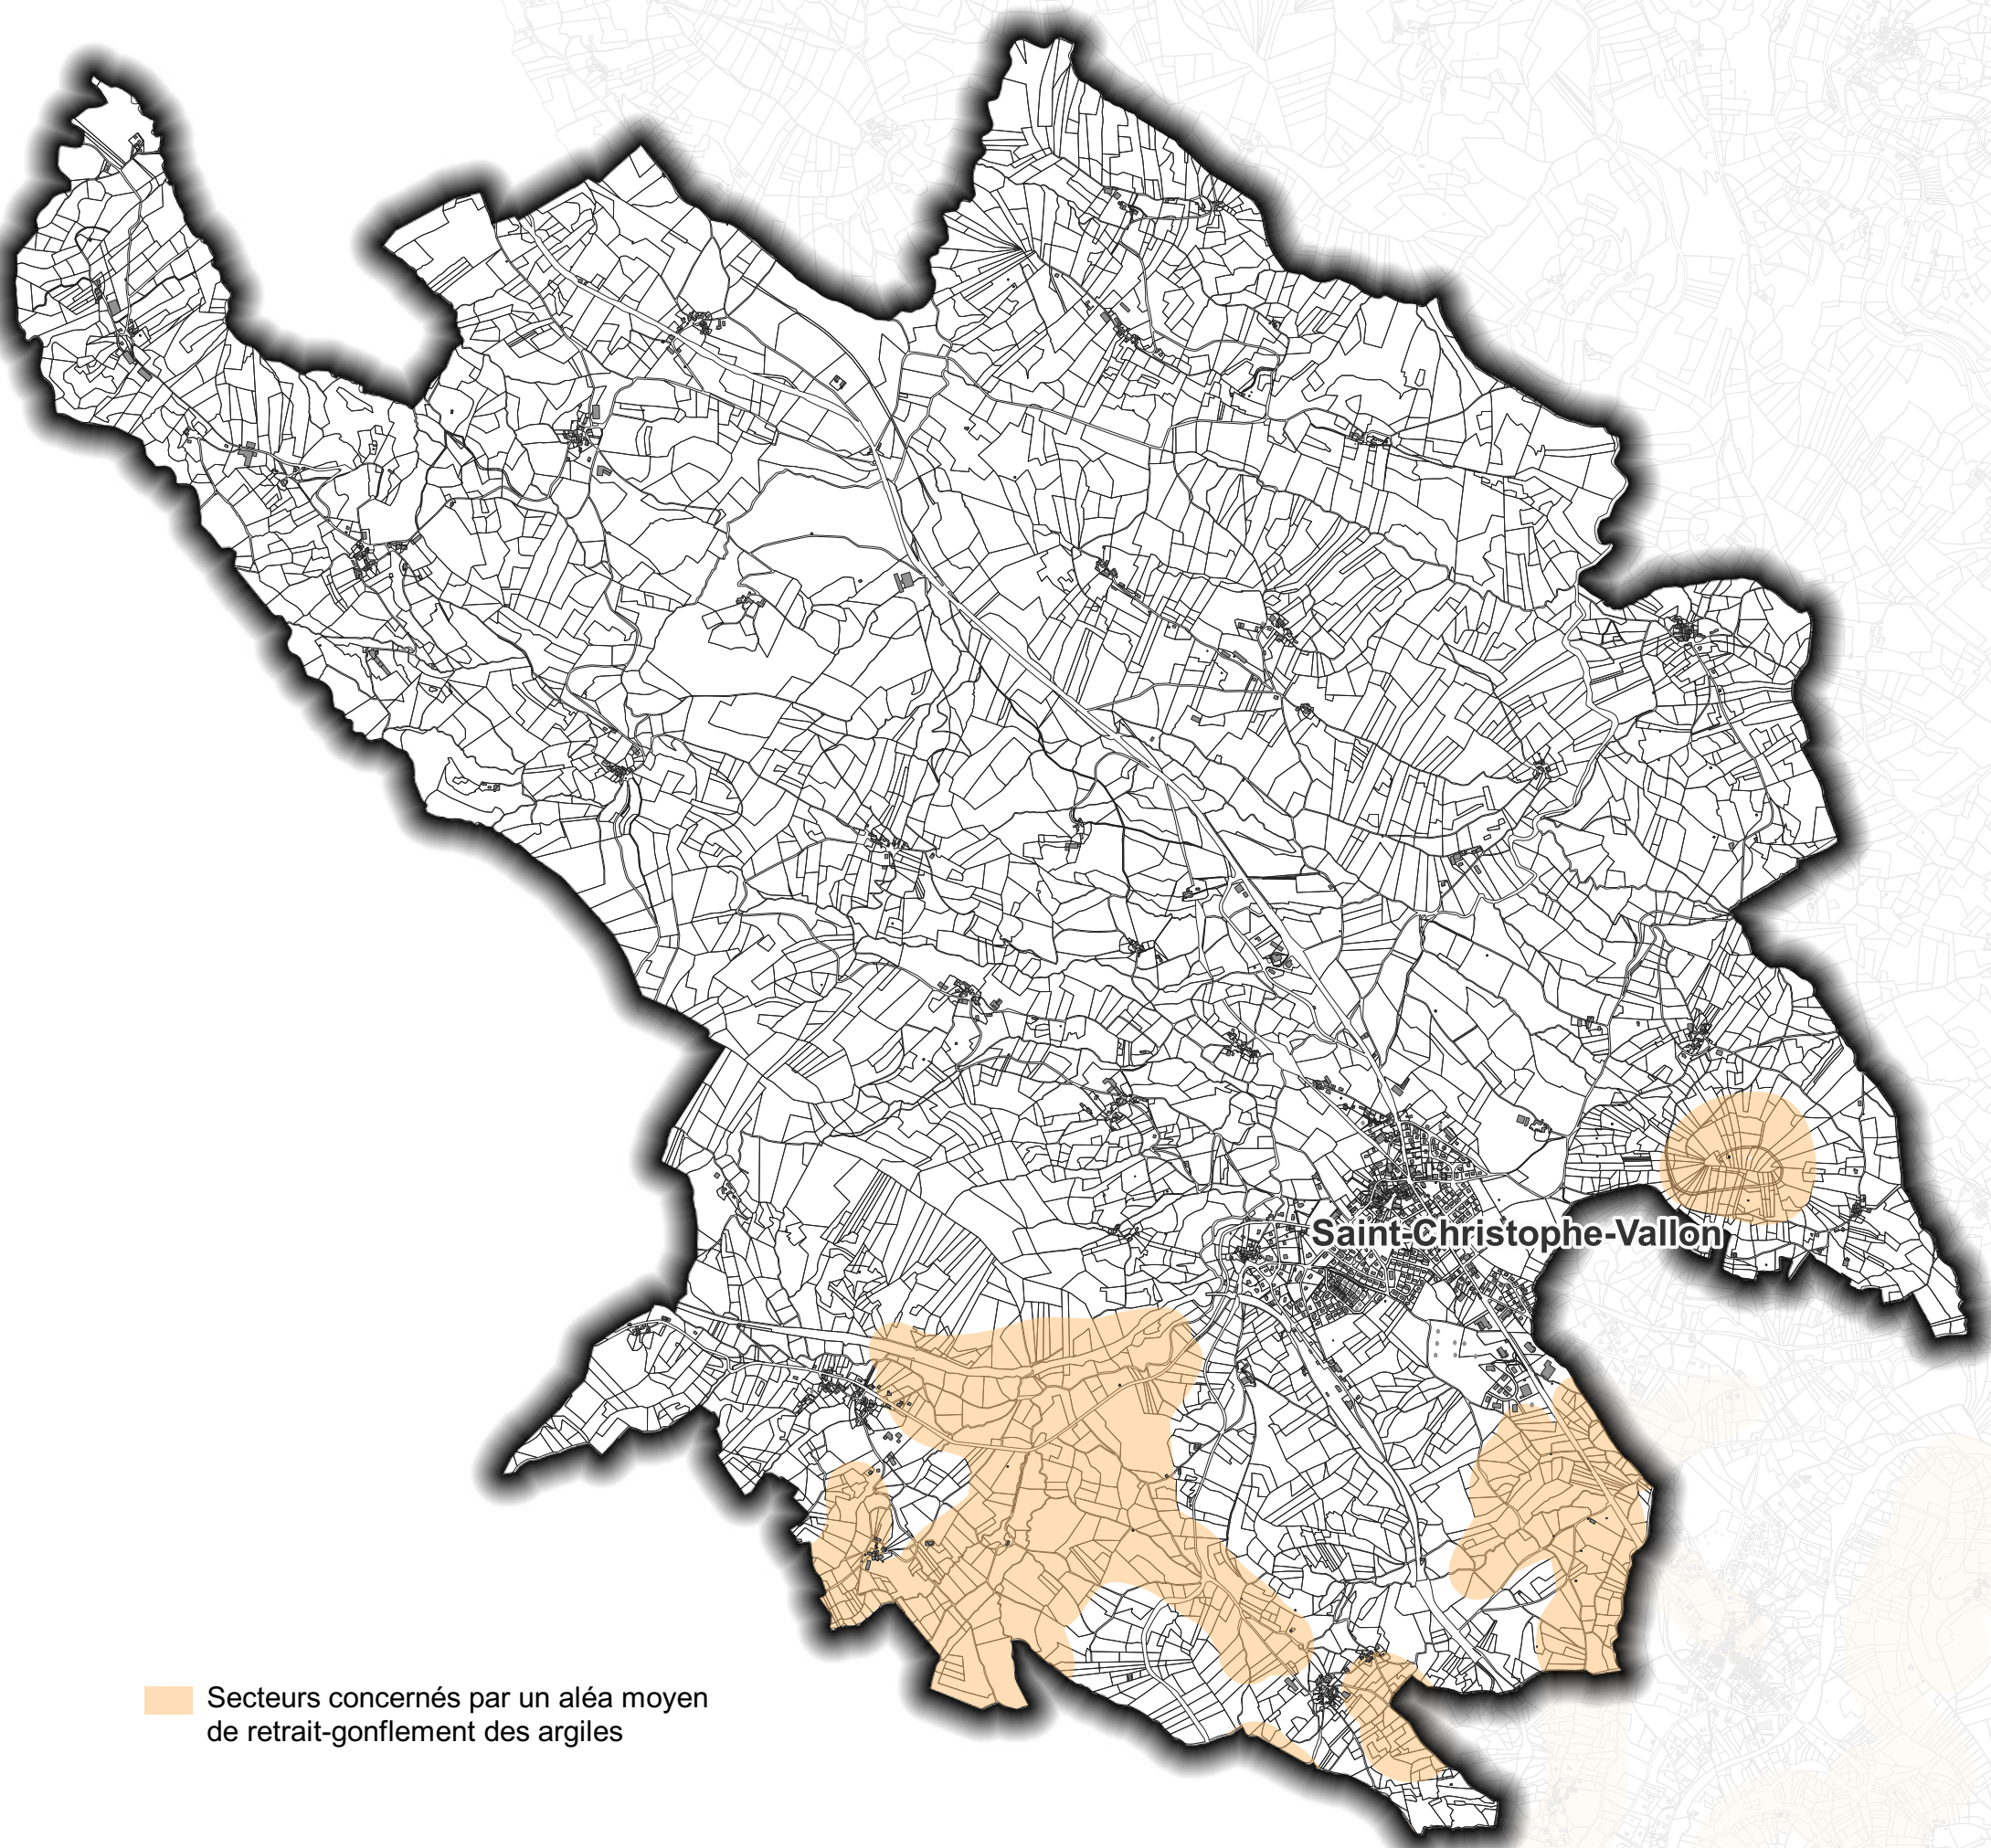 Saint-Christophe-Vallon
Secteurs concernés par un aléa moyen
de retrait-gonflement des argiles